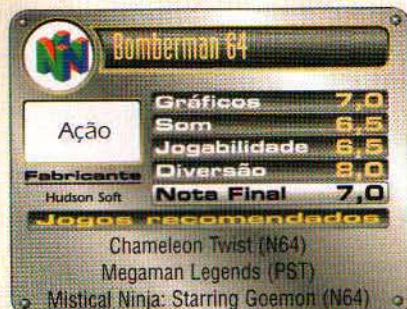 Bomberman 64
Ação
Fabricante
Hudson Soft
Gráficos 7,0
Som 6,5
Jogabilidade 6,5
Diversão 8,0
Nota Final 7,0
Jogos recomendados
Chameleon Twist (N64)
Megaman Legends (PST)
Mistical Ninja: Starring Goemon (N64)